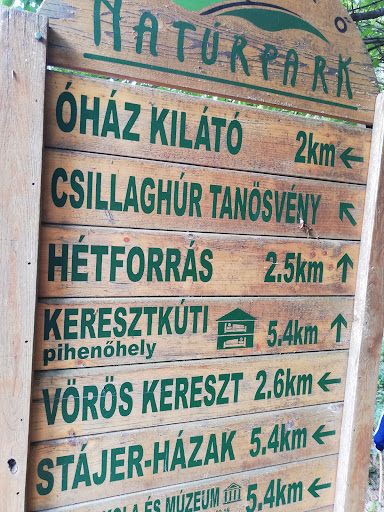 NATÚRPARK
ÓHÁZ KILÁTÓ 2km ←
CSILLAGHÚR TANÖSVÉNY ↖
HÉTFORRÁS 2.5km ↑
KERESZTKÚTI 5.4km ↑
pihenőhely
VÖRÖS KERESZT 2.6km ←
STÁJER-HÁZAK 5.4km ←
ÉS MÚZEUM 5.4km ←